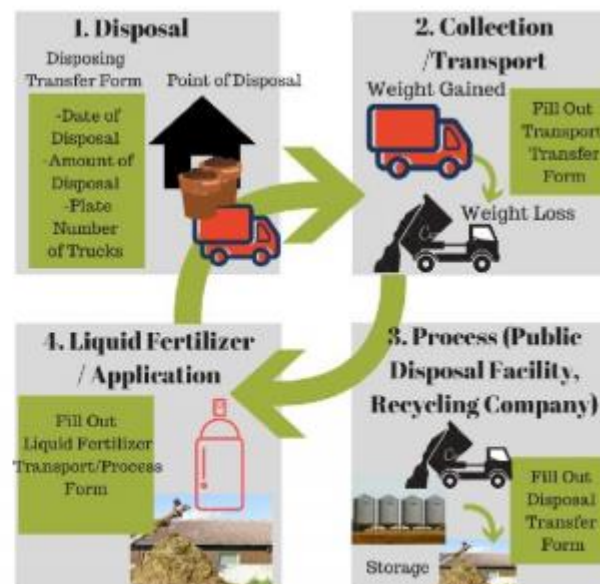 1. Disposal
Disposing
Transfer Form
Point of Disposal
-Date of
Disposal
-Amount of
Disposal
-Plate
Number
of Trucks
2. Collection
/Transport
Weight Gained
Fill Out
Transport
Transfer
Form
Weight Loss
3. Process (Public
Disposal Facility,
Recycling Company)
Fill Out
Disposal
Transfer
Form
Storage
4. Liquid Fertilizer
/ Application
Fill Out
Liquid Fertilizer
Transport/Process
Form